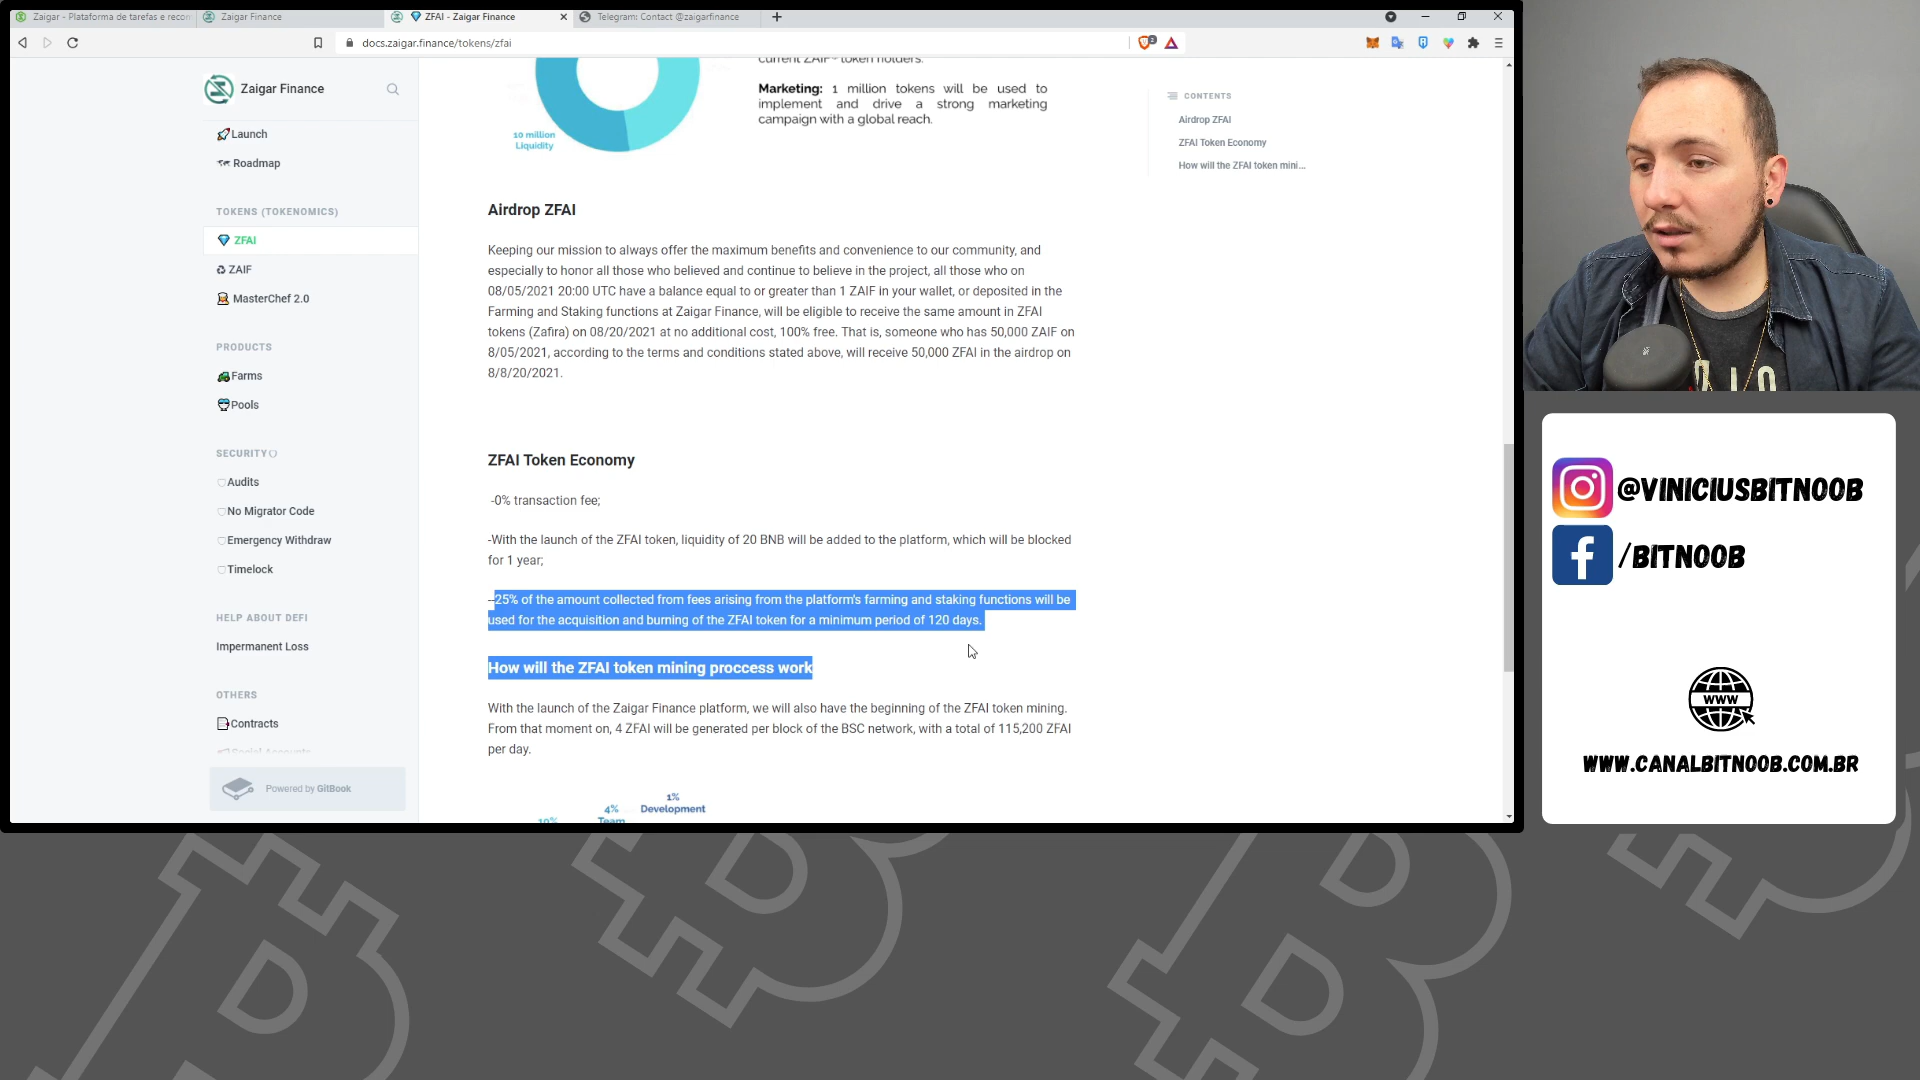 Zaigar - Plataforma de tarefas e recom
Zaigar Finance
ZFAI - Zaigar Finance
Telegram: Contact @zaigarfinance
docs.zaigar.finance/tokens/zfai
2
Zaigar Finance
Launch
Roadmap
TOKENS (TOKENOMICS)
ZFAI
ZAIF
MasterChef 2.0
PRODUCTS
Farms
Pools
SECURITY
Audits
No Migrator Code
Emergency Withdraw
Timelock
HELP ABOUT DEFI
Impermanent Loss
OTHERS
Contracts
Social Accounts
Powered by GitBook
10 million
Liquidity
current ZAIF token holders.
Marketing: 1 million tokens will be used to
implement and drive a strong marketing
campaign with a global reach.
Airdrop ZFAI
Keeping our mission to always offer the maximum benefits and convenience to our community, and
especially to honor all those who believed and continue to believe in the project, all those who on
08/05/2021 20:00 UTC have a balance equal to or greater than 1 ZAIF in your wallet, or deposited in the
Farming and Staking functions at Zaigar Finance, will be eligible to receive the same amount in ZFAI
tokens (Zafira) on 08/20/2021 at no additional cost, 100% free. That is, someone who has 50,000 ZAIF on
8/05/2021, according to the terms and conditions stated above, will receive 50,000 ZFAI in the airdrop on
8/8/20/2021.
ZFAI Token Economy
-0% transaction fee;
-With the launch of the ZFAI token, liquidity of 20 BNB will be added to the platform, which will be blocked
for 1 year;
--25% of the amount collected from fees arising from the platform's farming and staking functions will be
used for the acquisition and burning of the ZFAI token for a minimum period of 120 days.
How will the ZFAI token mining proccess work
With the launch of the Zaigar Finance platform, we will also have the beginning of the ZFAI token mining.
From that moment on, 4 ZFAI will be generated per block of the BSC network, with a total of 115,200 ZFAI
per day.
1%
Development
4%
Team
10%
CONTENTS
Airdrop ZFAI
ZFAI Token Economy
How will the ZFAI token mini...
@VINICIUSBITNOOB
/BITNOOB
WWW
WWW.CANALBITNOOB.COM.BR